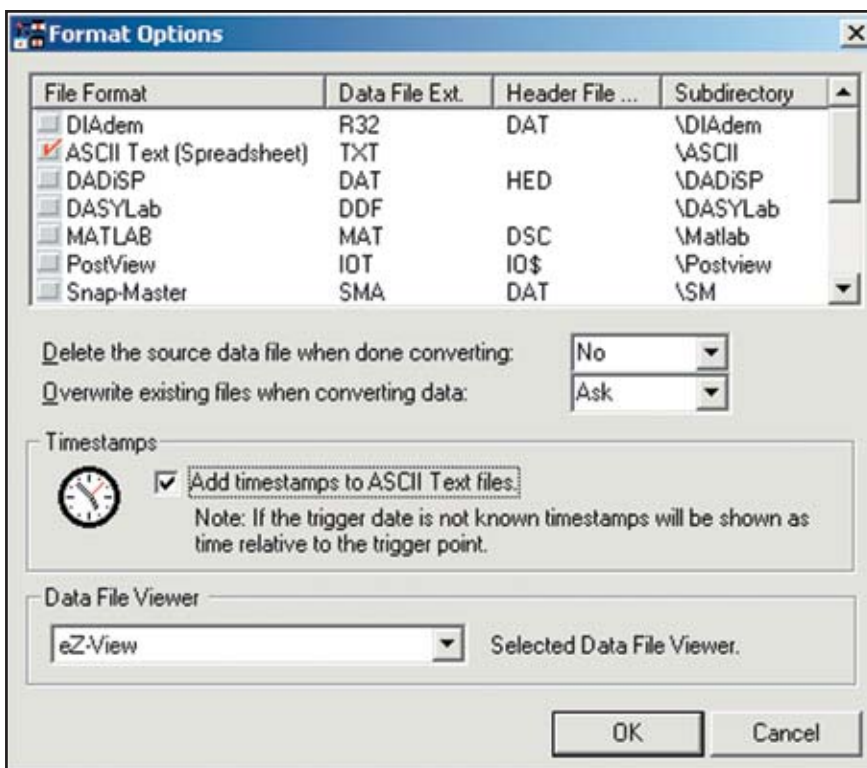 Format Options
File Format Data File Ext. Header File ... Subdirectory
DIAdem R32 DAT \DIAdem
ASCII Text (Spreadsheet) TXT \ASCII
DADiSP DAT HED \DADiSP
DASYLab DDF \DASYLab
MATLAB MAT DSC \Matlab
PostView IOT IO$ \Postview
Snap-Master SMA DAT \SM
Delete the source data file when done converting: No
Overwrite existing files when converting data: Ask
Timestamps
Add timestamps to ASCII Text files.
Note: If the trigger date is not known timestamps will be shown as
time relative to the trigger point.
Data File Viewer
eZ-View Selected Data File Viewer.
OK Cancel